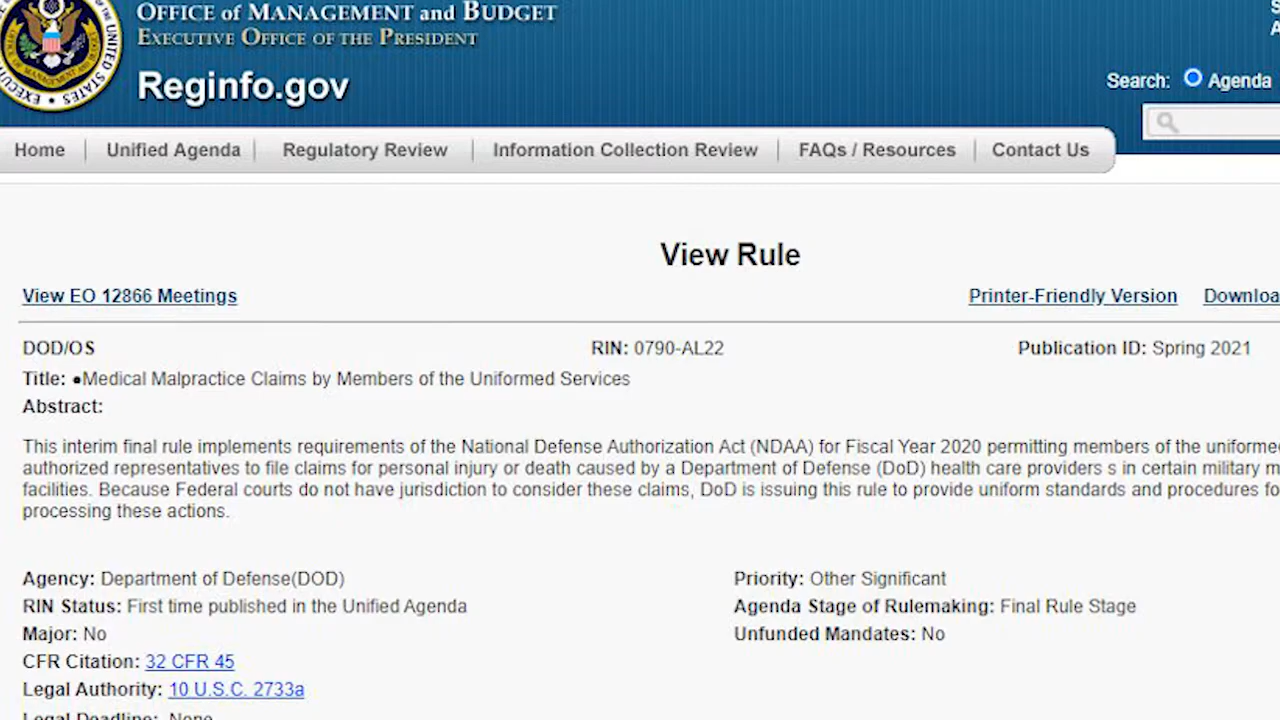 OFFICE of MANAGEMENT and BUDGET
EXECUTIVE OFFICE OF THE PRESIDENT
Reginfo.gov
Search: Agenda
Home Unified Agenda Regulatory Review Information Collection Review FAQs / Resources Contact Us
View Rule
View EO 12866 Meetings Printer-Friendly Version Downloa
DOD/OS RIN: 0790-AL22 Publication ID: Spring 2021
Title: ●Medical Malpractice Claims by Members of the Uniformed Services
Abstract:
This interim final rule implements requirements of the National Defense Authorization Act (NDAA) for Fiscal Year 2020 permitting members of the uniformed
authorized representatives to file claims for personal injury or death caused by a Department of Defense (DoD) health care providers s in certain military m
facilities. Because Federal courts do not have jurisdiction to consider these claims, DoD is issuing this rule to provide uniform standards and procedures fo
processing these actions.
Agency: Department of Defense(DOD) Priority: Other Significant
RIN Status: First time published in the Unified Agenda Agenda Stage of Rulemaking: Final Rule Stage
Major: No Unfunded Mandates: No
CFR Citation: 32 CFR 45
Legal Authority: 10 U.S.C. 2733a
Legal Deadline: None